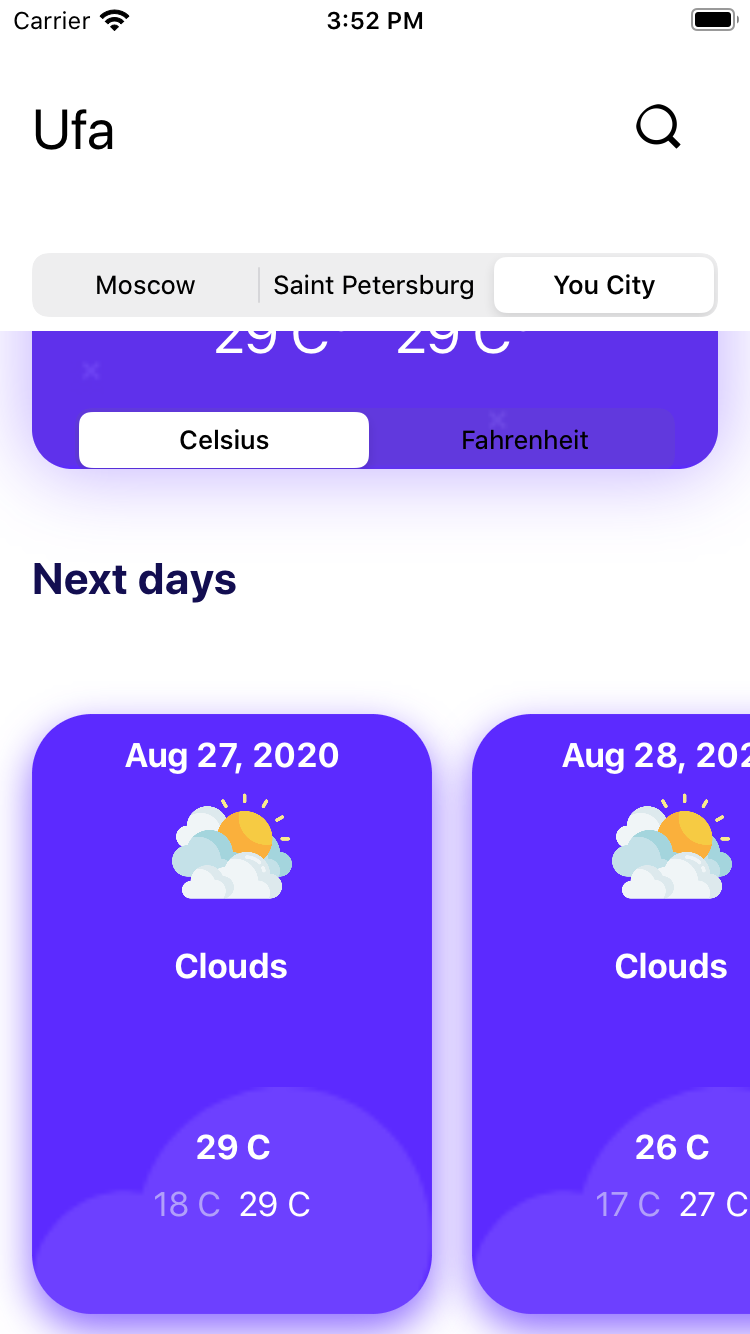 Carrier 3:52 PM
Ufa
Moscow Saint Petersburg You City
29 C° 29 C°
Celsius Fahrenheit
Next days
Aug 27, 2020 Aug 28, 202
Clouds Clouds
29 C 26 C
18 C 29 C 17 C 27 C